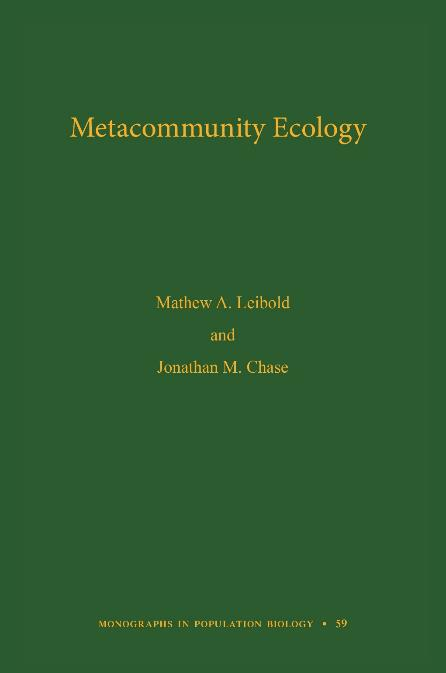 Metacommunity Ecology
Mathew A. Leibold
and
Jonathan M. Chase
MONOGRAPHS IN POPULATION BIOLOGY • 59